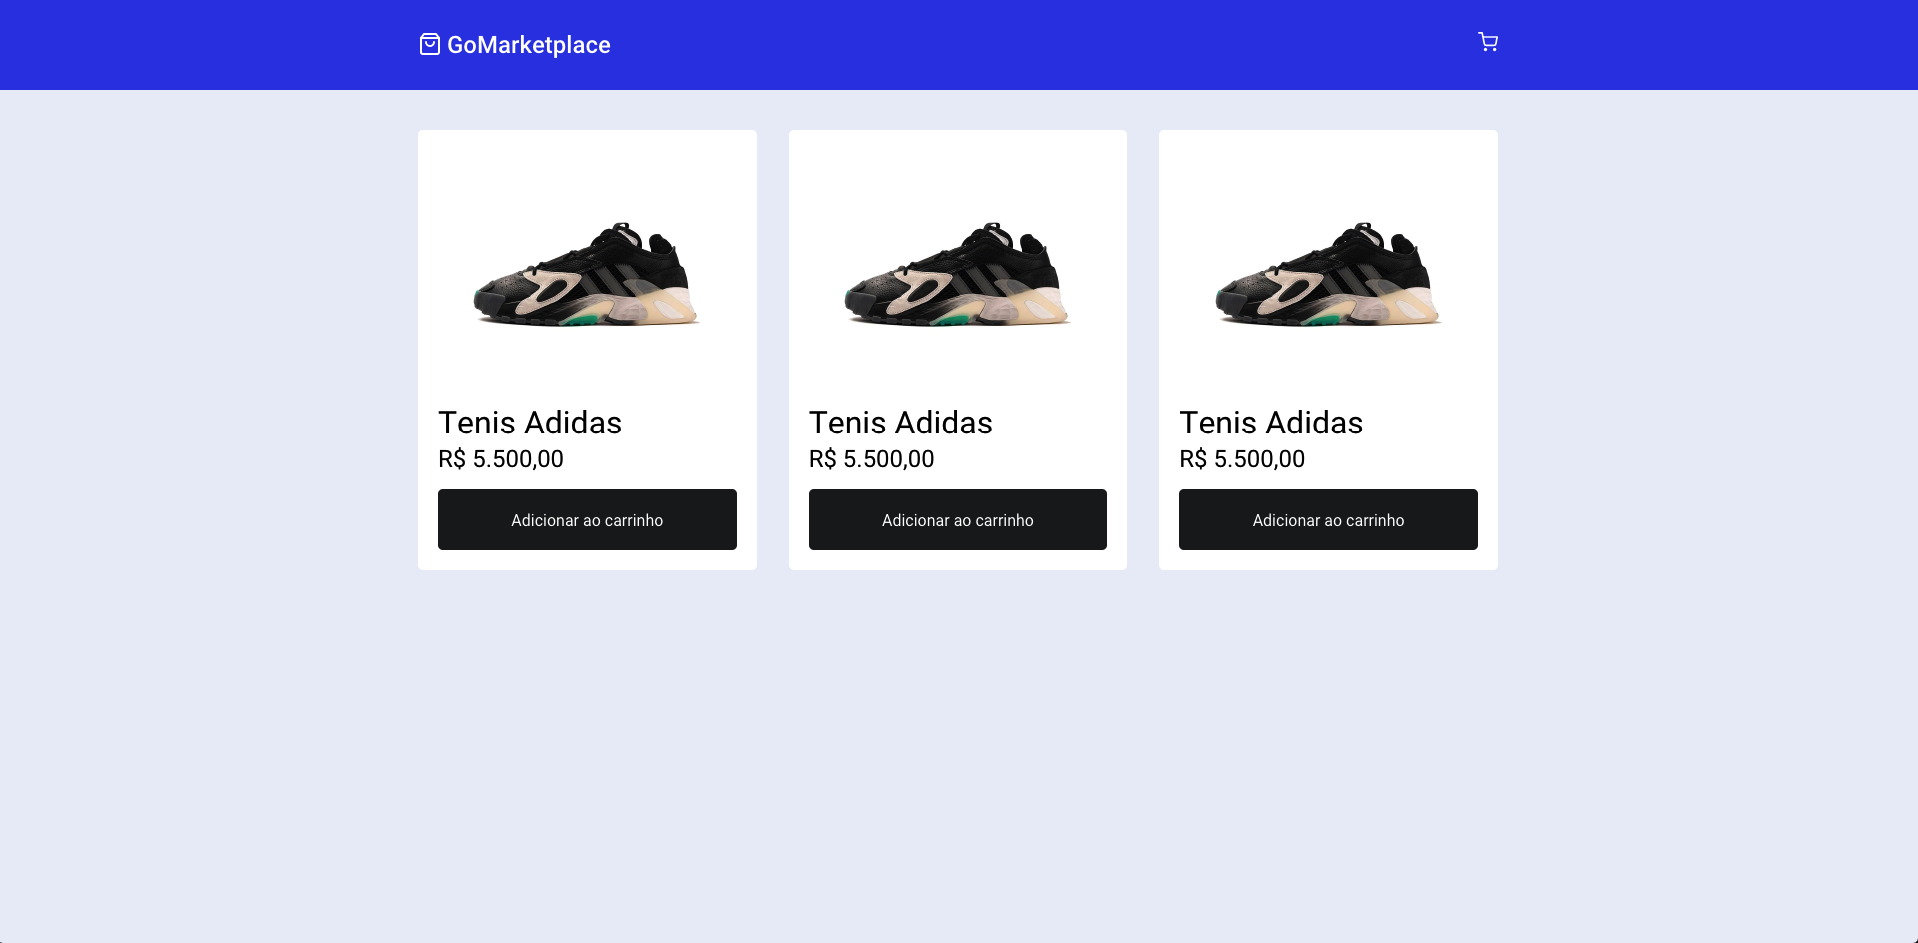 GoMarketplace
Tenis Adidas
R$ 5.500,00
Adicionar ao carrinho
Tenis Adidas
R$ 5.500,00
Adicionar ao carrinho
Tenis Adidas
R$ 5.500,00
Adicionar ao carrinho